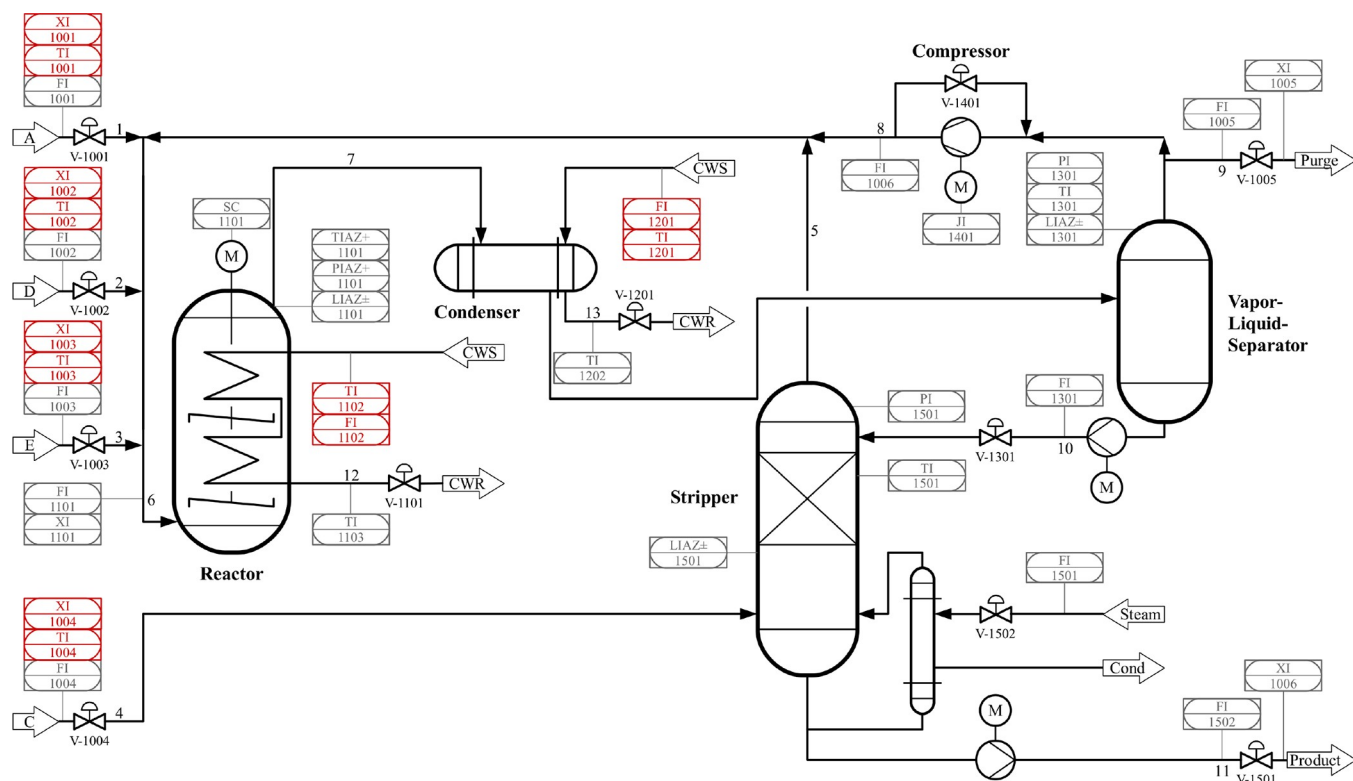 XI
1001
TI
1001
FI
1001
A
V-1001
1
XI
1002
TI
1002
FI
1002
D
V-1002
2
XI
1003
TI
1003
FI
1003
E
V-1003
3
FI
1101
XI
1101
6
XI
1004
TI
1004
FI
1004
C
V-1004
4
7
SC
1101
M
TIAZ+
1101
PIAZ+
1101
LIAZ±
1101
CWS
TI
1102
FI
1102
12
V-1101
CWR
TI
1103
Reactor
CWS
FI
1201
TI
1201
Condenser
V-1201
13
CWR
TI
1202
Compressor
V-1401
8
FI
1006
M
JI
1401
5
PI
1301
TI
1301
LIAZ±
1301
XI
1005
FI
1005
9
V-1005
Purge
Vapor-
Liquid-
Separator
FI
1301
V-1301
10
M
PI
1501
TI
1501
Stripper
LIAZ±
1501
FI
1501
V-1502
Steam
Cond
M
XI
1006
FI
1502
11
V-1501
Product